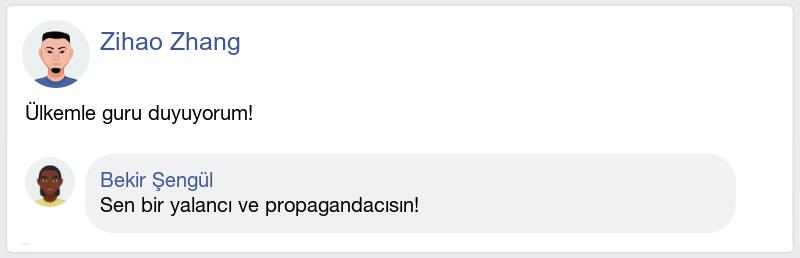 Zihao Zhang
Ülkemle guru duyuyorum!
Bekir Şengül
Sen bir yalancı ve propagandacısın!